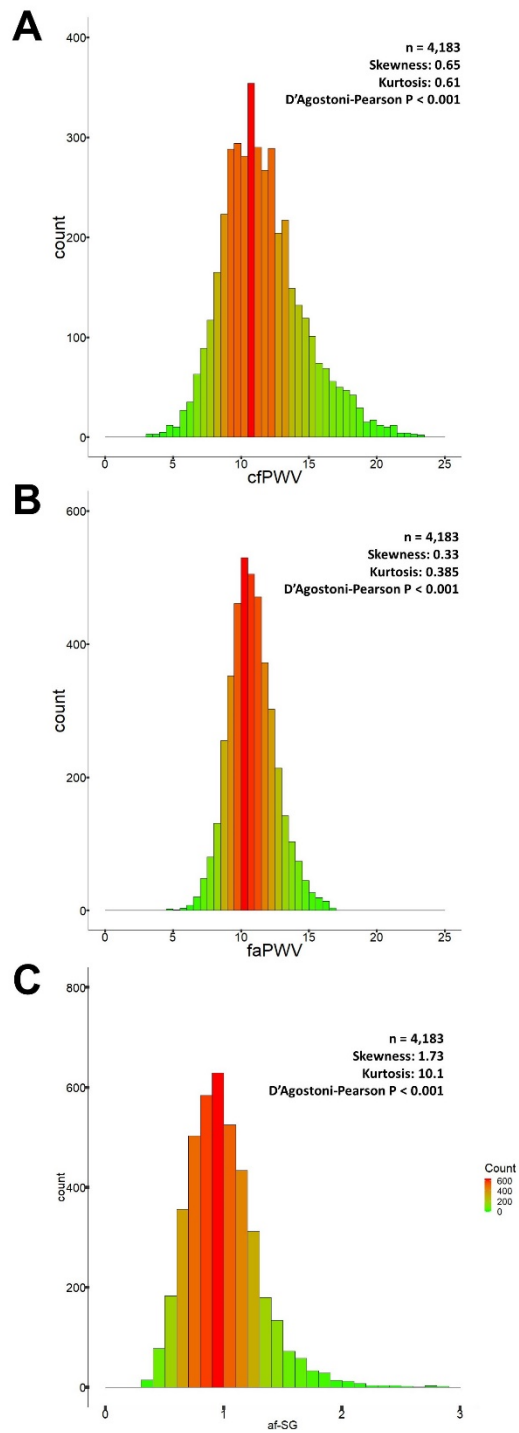 A
400
300
200
100
0
count
n = 4,183
Skewness: 0.65
Kurtosis: 0.61
D'Agostoni-Pearson P < 0.001
0 5 10 15 20 25
cfPWV
B
600
400
200
0
count
n = 4,183
Skewness: 0.33
Kurtosis: 0.385
D'Agostoni-Pearson P < 0.001
0 5 10 15 20 25
faPWV
C
800
600
400
200
0
count
n = 4,183
Skewness: 1.73
Kurtosis: 10.1
D'Agostoni-Pearson P < 0.001
Count
600
400
200
0
0 1 2 3
af-SG